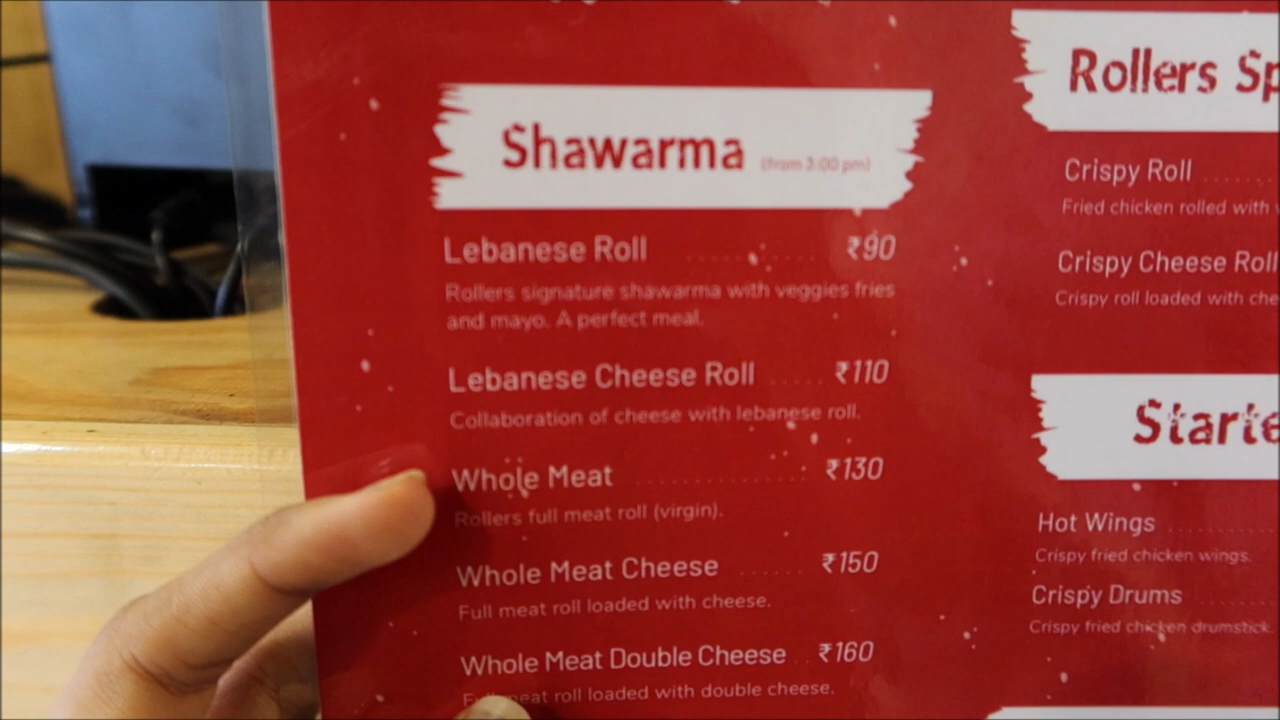 Shawarma (from 3:00 pm)
Lebanese Roll ₹90
Rollers signature shawarma with veggies fries
and mayo. A perfect meal.
Lebanese Cheese Roll ₹110
Collaboration of cheese with lebanese roll.
Whole Meat ₹130
Rollers full meat roll (virgin).
Whole Meat Cheese ₹150
Full meat roll loaded with cheese.
Whole Meat Double Cheese ₹160
Full meat roll loaded with double cheese.
Rollers
Crispy Roll
Fried chicken rolled with
Crispy Cheese Roll
Crispy roll loaded with
Hot Wings
Crispy fried chicken wings.
Crispy Drums
Crispy fried chicken drumstick.